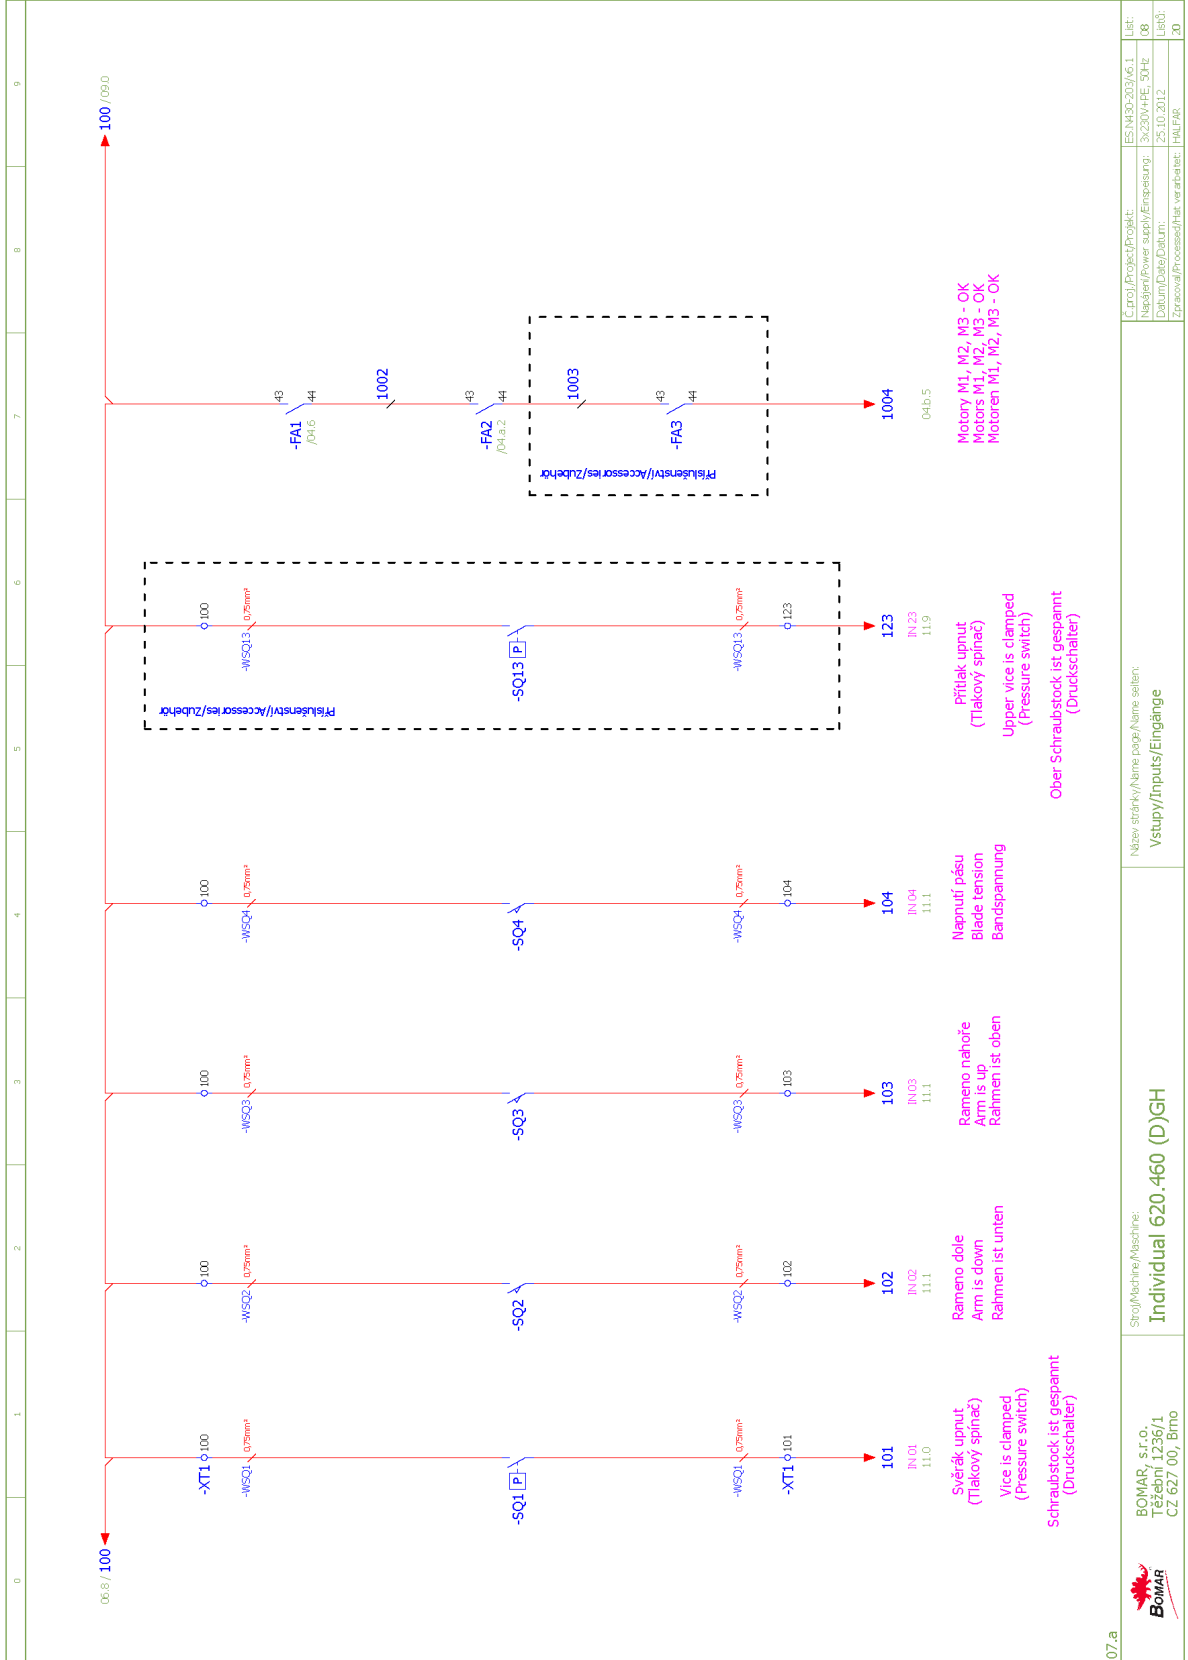 0
1
2
3
4
5
6
7
8
9
06.8 / 100
100 / 09.0
-XT1
100
-WSQ1
0,75mm²
-SQ1
P
-WSQ1
0,75mm²
-XT1
101
101
IN 01
11.0
Svěrák upnut
(Tlakový spínač)
Vice is clamped
(Pressure switch)
Schraubstock ist gespannt
(Druckschalter)
100
-WSQ2
0,75mm²
-SQ2
-WSQ2
0,75mm²
102
102
IN 02
11.1
Rameno dole
Arm is down
Rahmen ist unten
100
-WSQ3
0,75mm²
-SQ3
-WSQ3
0,75mm²
103
103
IN 03
11.1
Rameno nahoře
Arm is up
Rahmen ist oben
100
-WSQ4
0,75mm²
-SQ4
-WSQ4
0,75mm²
104
104
IN 04
11.1
Napnutí pásu
Blade tension
Bandspannung
Příslušenství/Accessories/Zubehör
100
-WSQ13
0,75mm²
-SQ13
P
-WSQ13
0,75mm²
123
123
IN 23
11.9
Přítlak upnut
(Tlakový spínač)
Upper vice is clamped
(Pressure switch)
Ober Schraubstock ist gespannt
(Druckschalter)
43
44
-FA1
/04.6
1002
43
44
-FA2
/04.a.2
Příslušenství/Accessories/Zubehör
1003
43
44
-FA3
1004
04.b.5
Motory M1, M2, M3 - OK
Motors M1, M2, M3 - OK
Motoren M1, M2, M3 - OK
07.a
BOMAR
BOMAR, s.r.o.
Těžební 1236/1
CZ 627 00, Brno
Stroj/Machine/Maschine:
Individual 620.460 (D)GH
Název stránky/Name page/Name seiten:
Vstupy/Inputs/Eingänge
Č.proj./Project/Projekt:
ES.N430-203/v6.1
Napájení/Power supply/Einspeisung:
3x230V+PE, 50Hz
Datum/Date/Datum:
25.10.2012
Zpracoval/Processed/Hat verarbeitet:
HALFAR
List:
08
Listů:
20